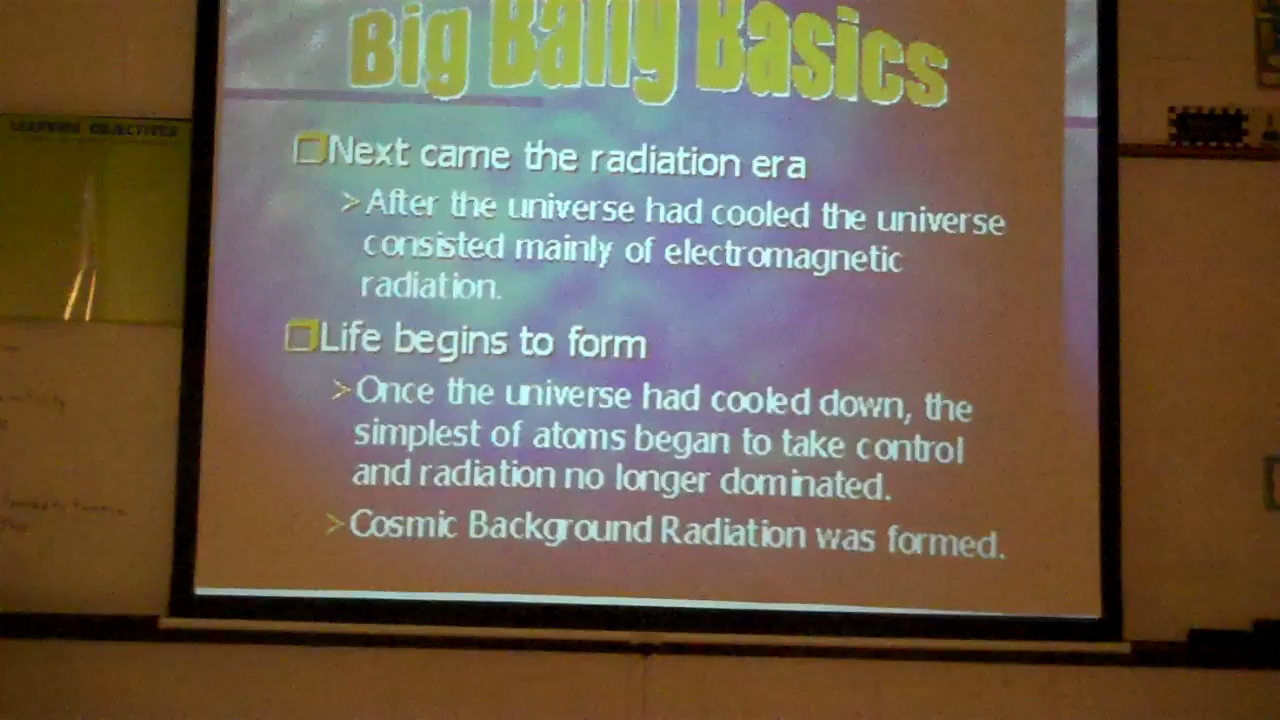 Big Bang Basics
LEARNING OBJECTIVES
Next came the radiation era
>After the universe had cooled the universe
consisted mainly of electromagnetic
radiation.
Life begins to form
>Once the universe had cooled down, the
simplest of atoms began to take control
and radiation no longer dominated.
>Cosmic Background Radiation was formed.